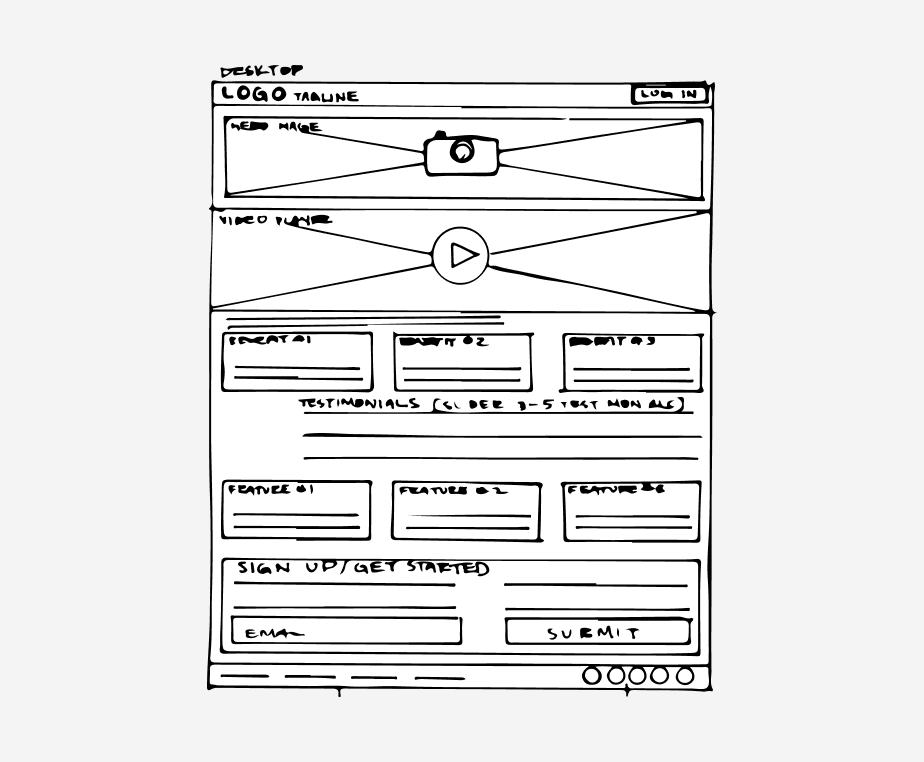 DESKTOP
LOGO TAGLINE
LOG IN
HERO IMAGE
VIDEO PLAYER
BENEFIT #1
BENEFIT #2
BENEFIT #3
TESTIMONIALS (SLIDER 3-5 TESTIMONIALS)
FEATURE #1
FEATURE #2
FEATURE #3
SIGN UP/GET STARTED
EMAIL
SUBMIT